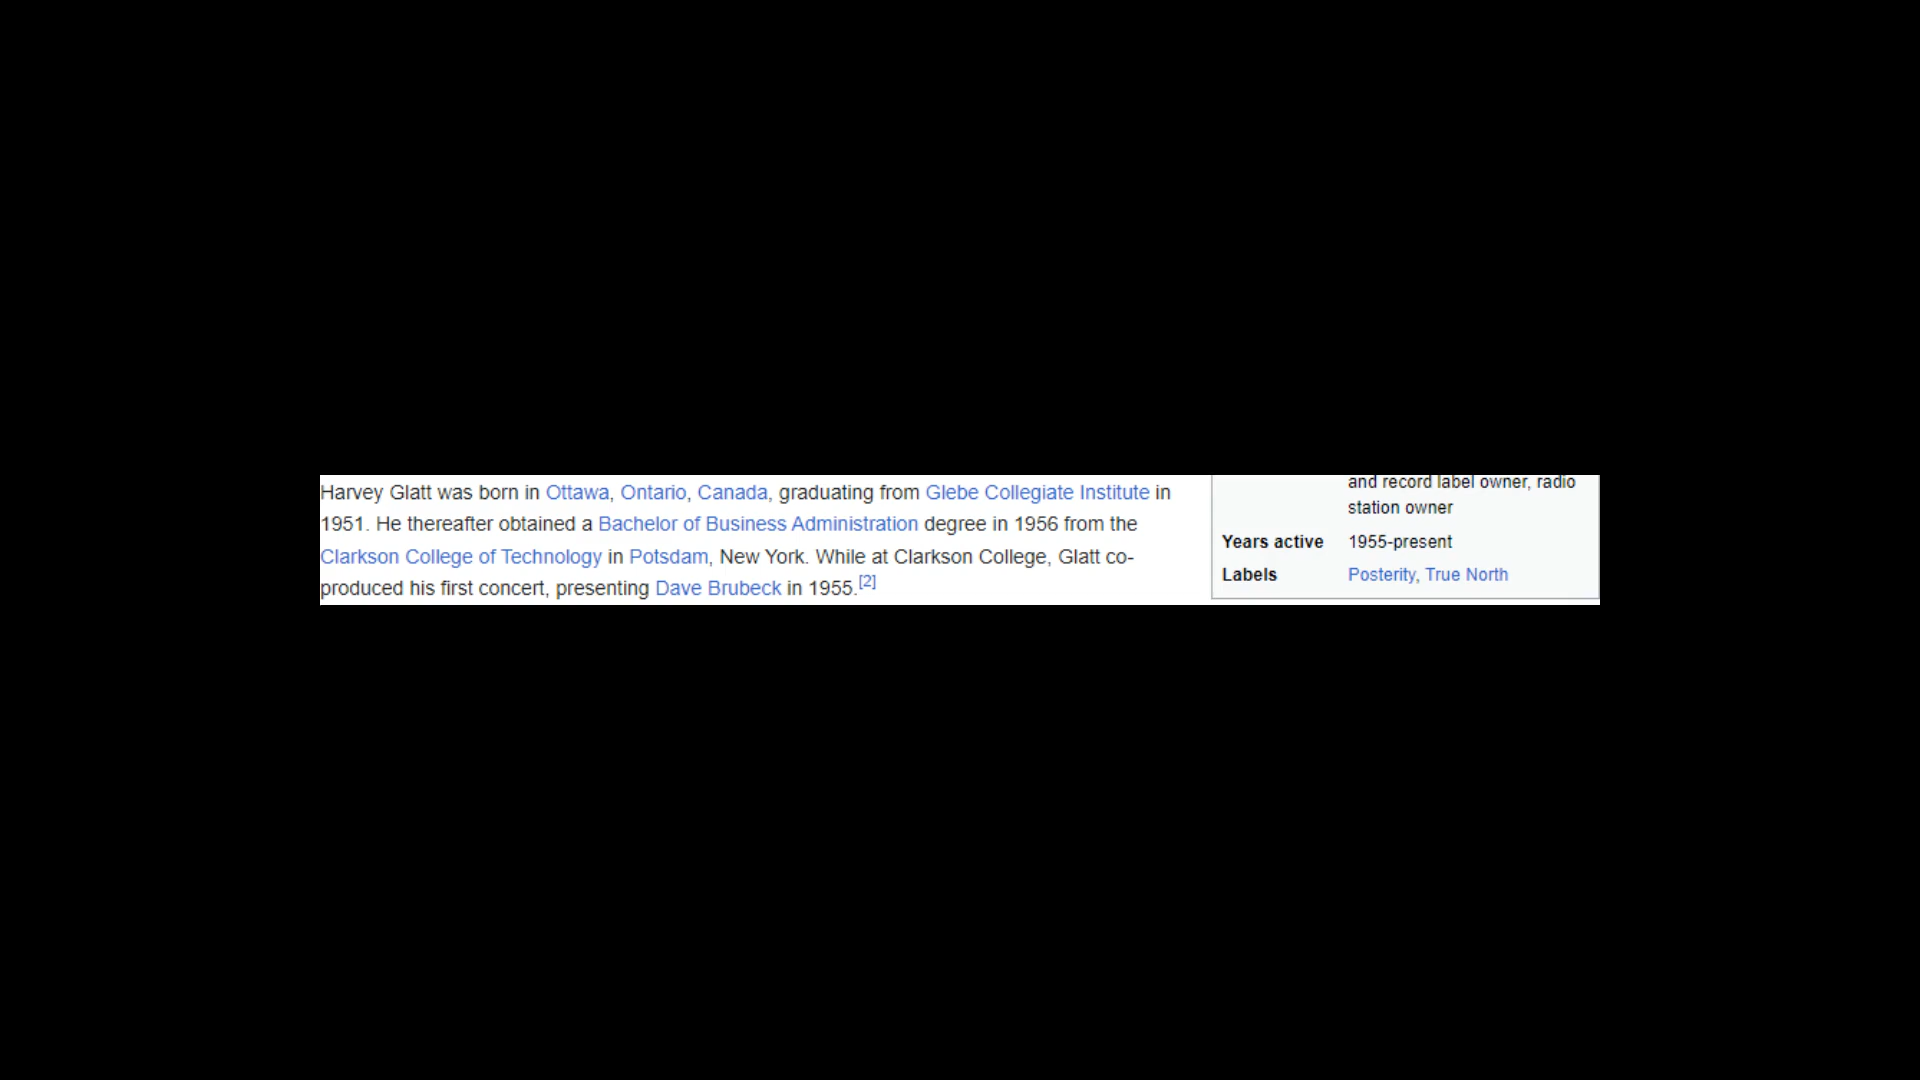 Harvey Glatt was born in Ottawa, Ontario, Canada, graduating from Glebe Collegiate Institute in
1951. He thereafter obtained a Bachelor of Business Administration degree in 1956 from the
Clarkson College of Technology in Potsdam, New York. While at Clarkson College, Glatt co-
produced his first concert, presenting Dave Brubeck in 1955.[2]
and record label owner, radio
station owner
Years active 1955-present
Labels Posterity, True North